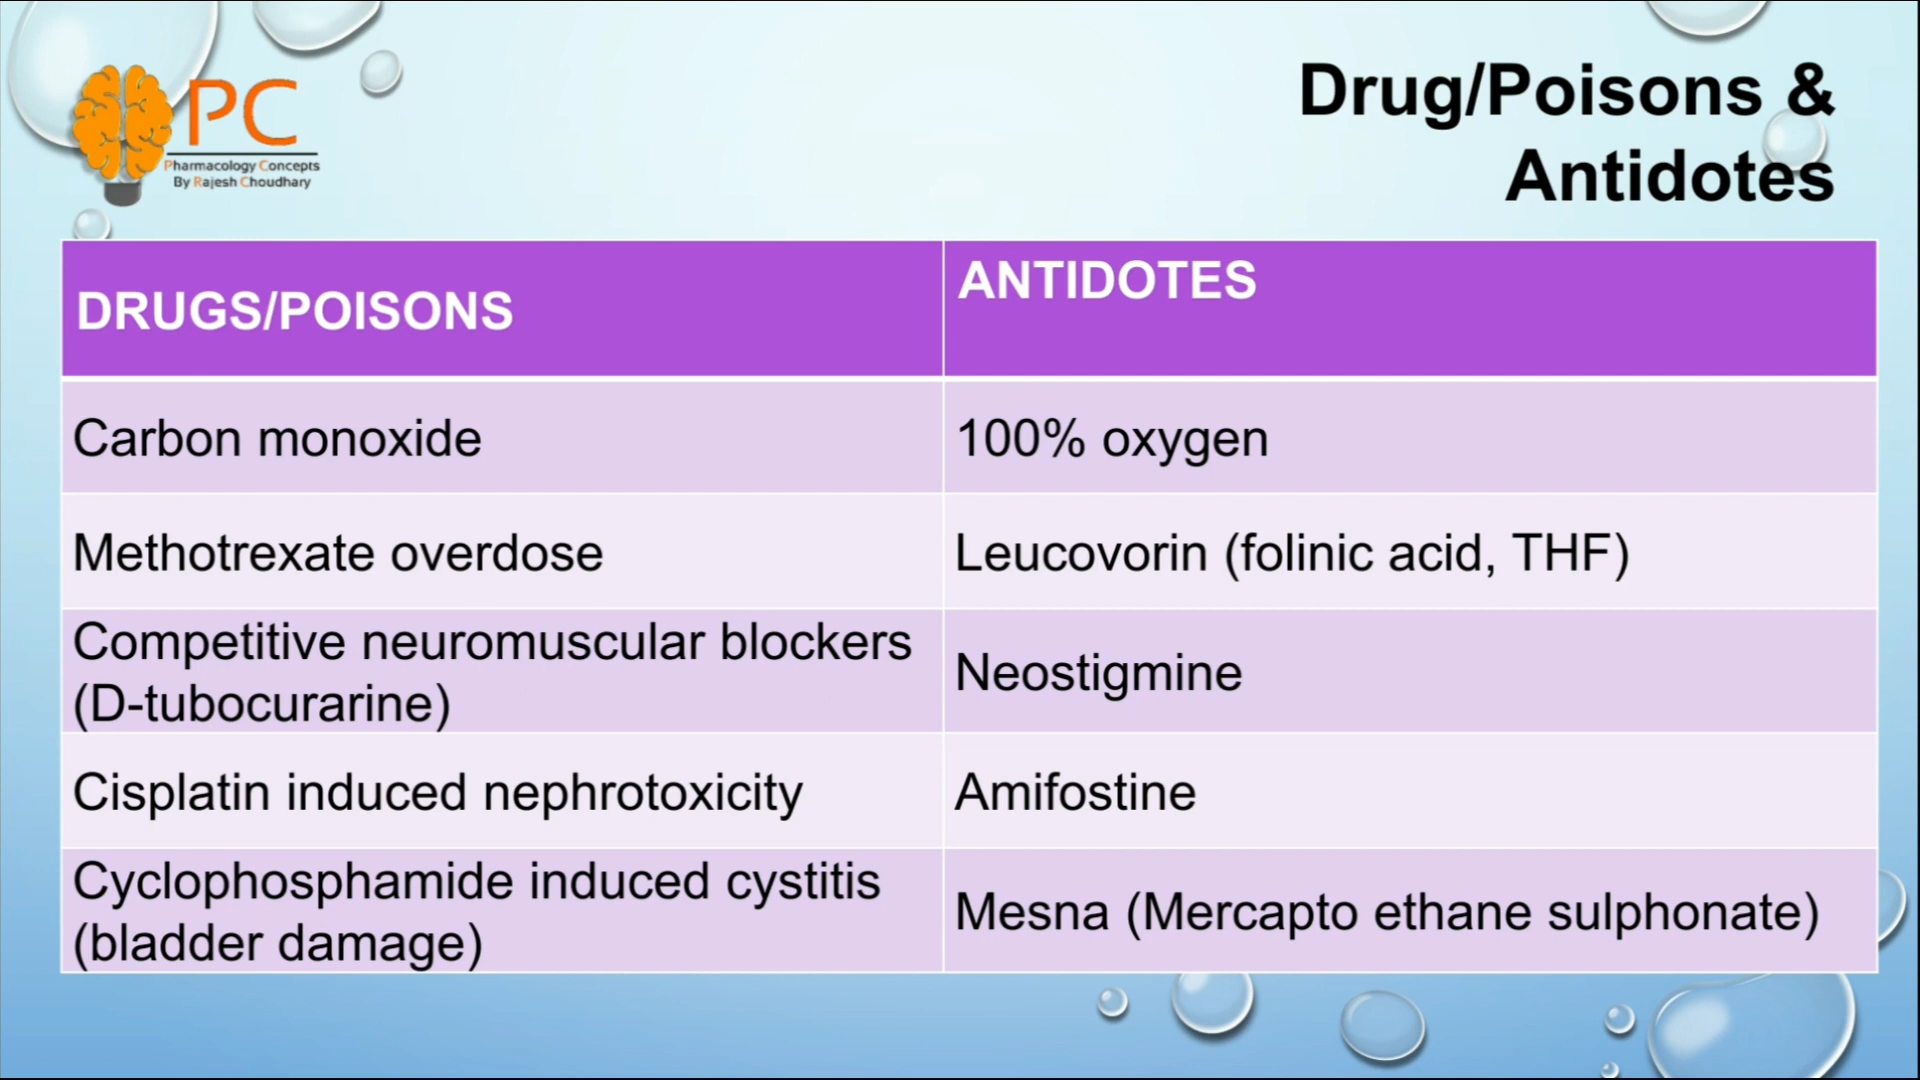 PC
Pharmacology Concepts
By Rajesh Choudhary
Drug/Poisons &
Antidotes
DRUGS/POISONS
ANTIDOTES
Carbon monoxide
100% oxygen
Methotrexate overdose
Leucovorin (folinic acid, THF)
Competitive neuromuscular blockers
(D-tubocurarine)
Neostigmine
Cisplatin induced nephrotoxicity
Amifostine
Cyclophosphamide induced cystitis
(bladder damage)
Mesna (Mercapto ethane sulphonate)